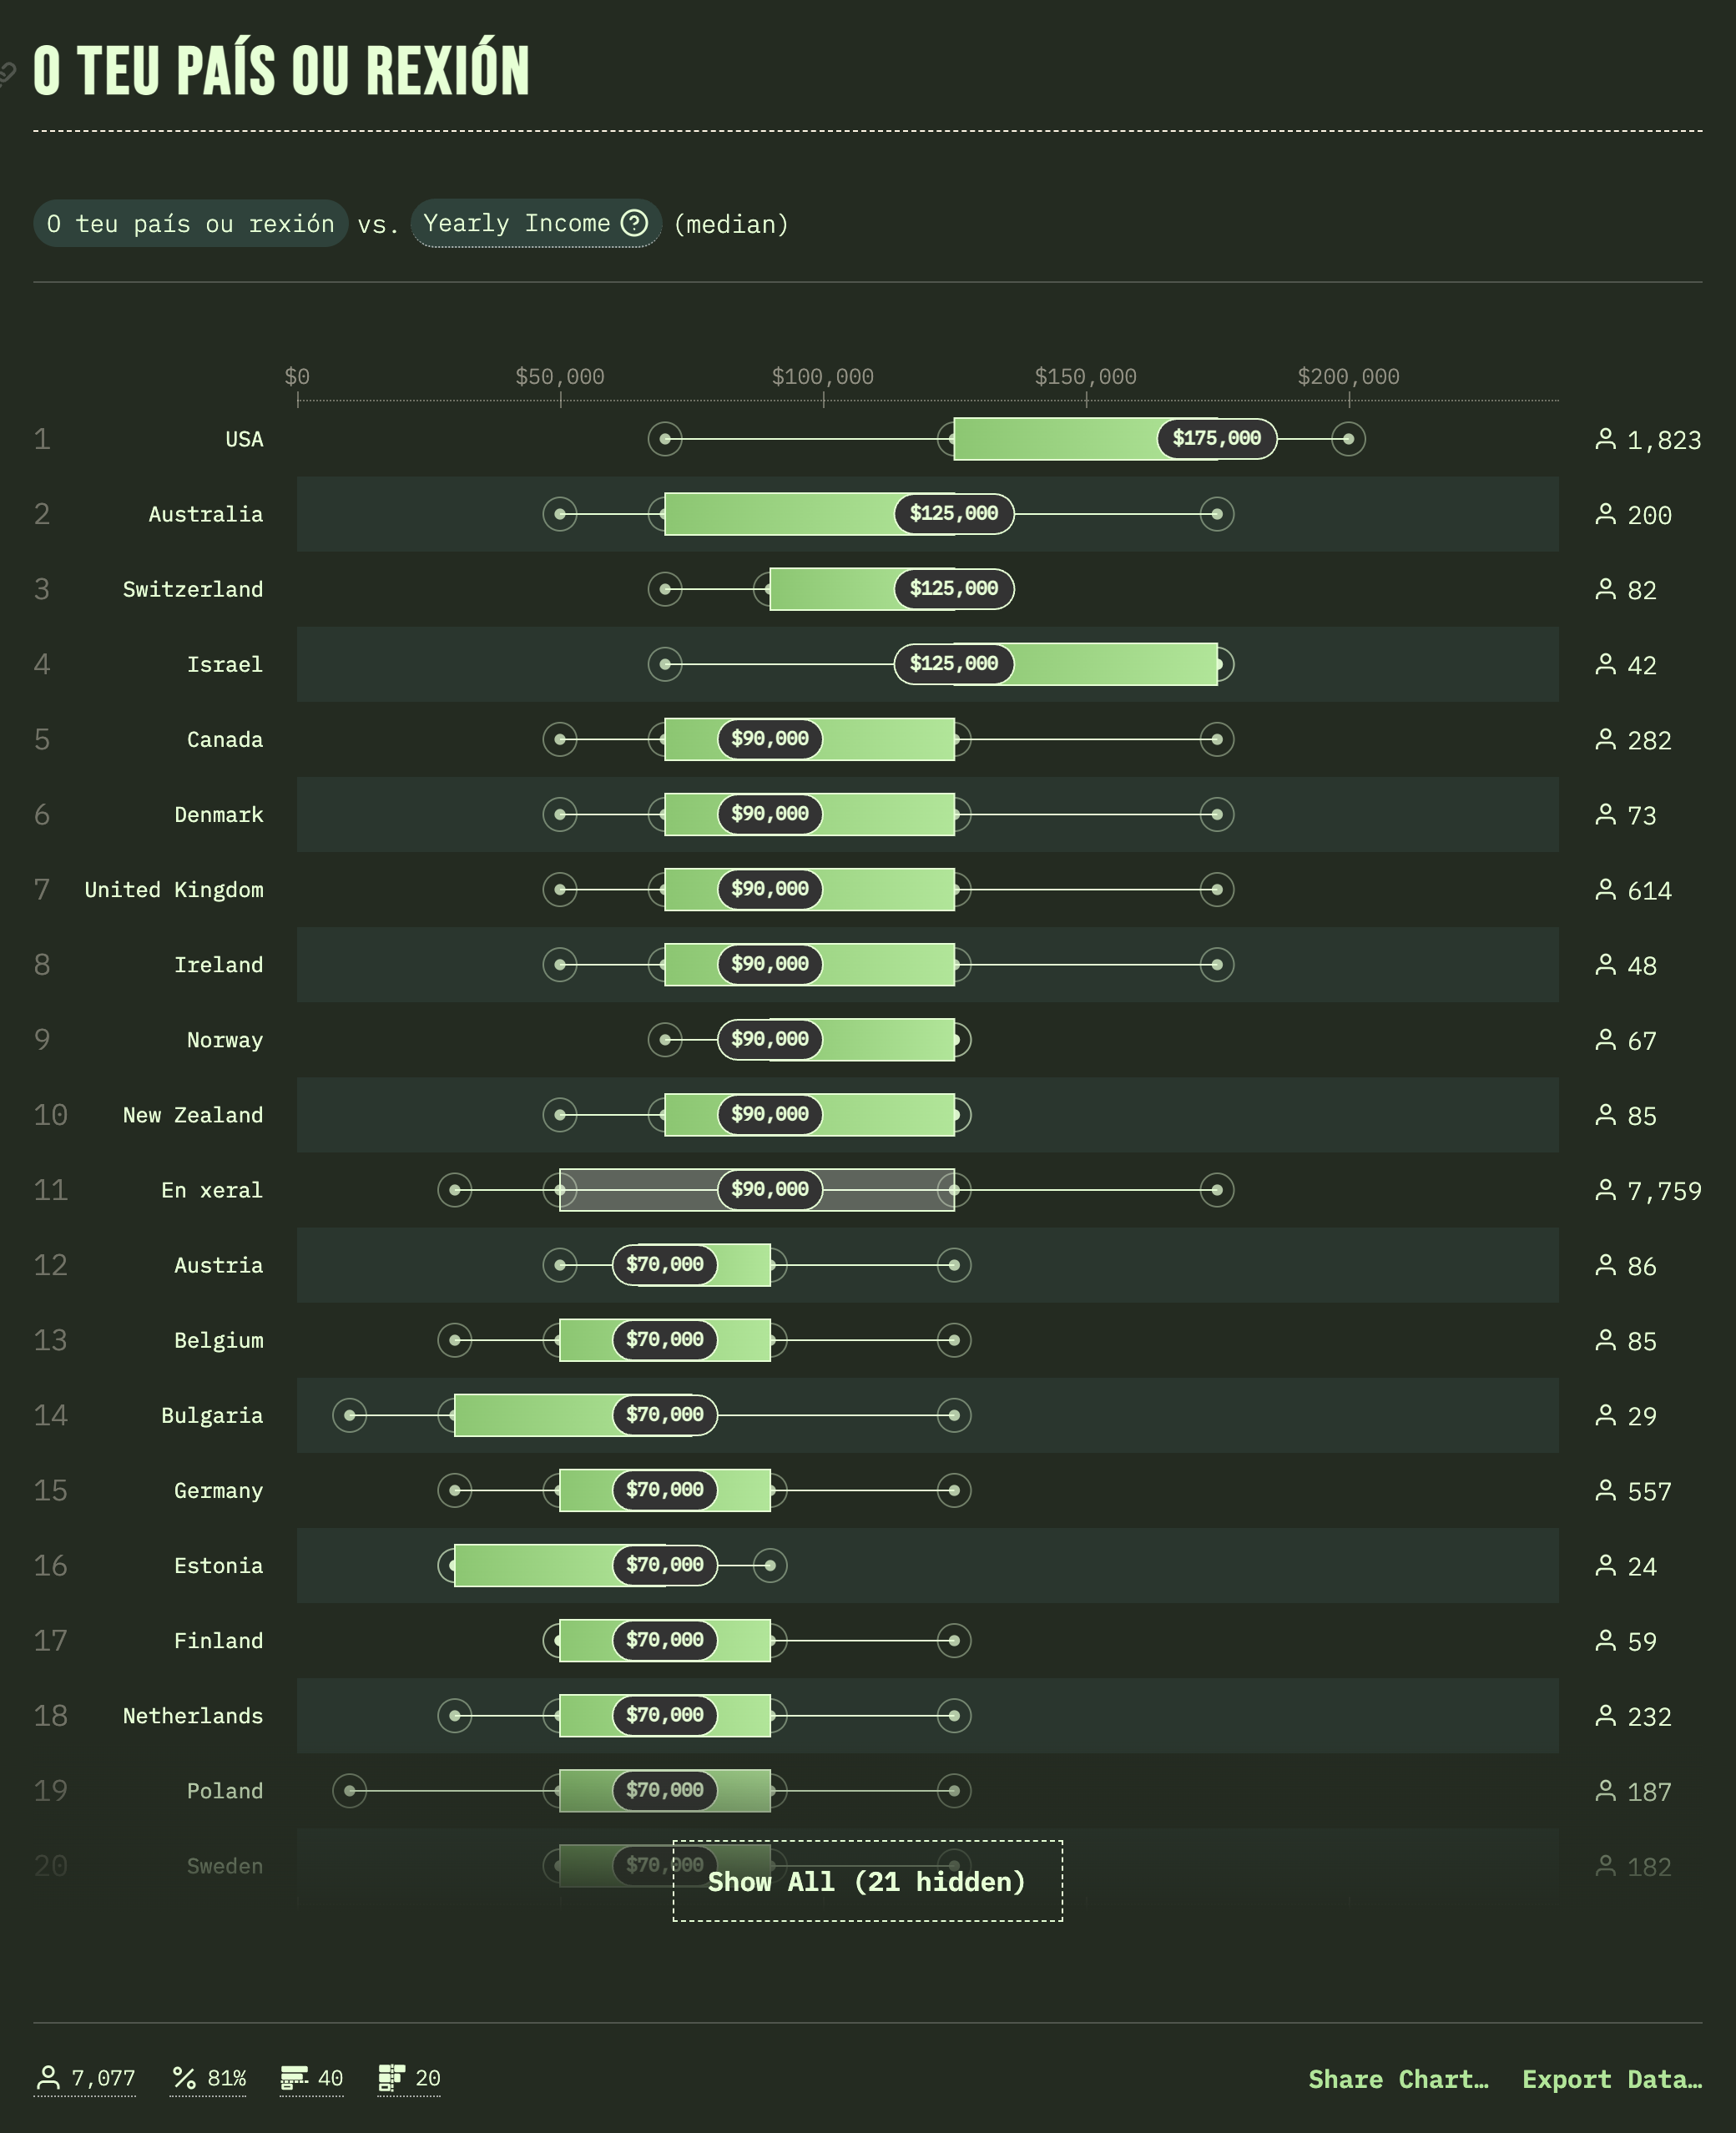 O TEU PAÍS OU REXIÓN
O teu país ou rexión vs. Yearly Income (median)
$0 $50,000 $100,000 $150,000 $200,000
1 USA $175,000 1,823
2 Australia $125,000 200
3 Switzerland $125,000 82
4 Israel $125,000 42
5 Canada $90,000 282
6 Denmark $90,000 73
7 United Kingdom $90,000 614
8 Ireland $90,000 48
9 Norway $90,000 67
10 New Zealand $90,000 85
11 En xeral $90,000 7,759
12 Austria $70,000 86
13 Belgium $70,000 85
14 Bulgaria $70,000 29
15 Germany $70,000 557
16 Estonia $70,000 24
17 Finland $70,000 59
18 Netherlands $70,000 232
19 Poland $70,000 187
20 Sweden $70,000 182
Show All (21 hidden)
7,077 81% 40 20 Share Chart… Export Data…